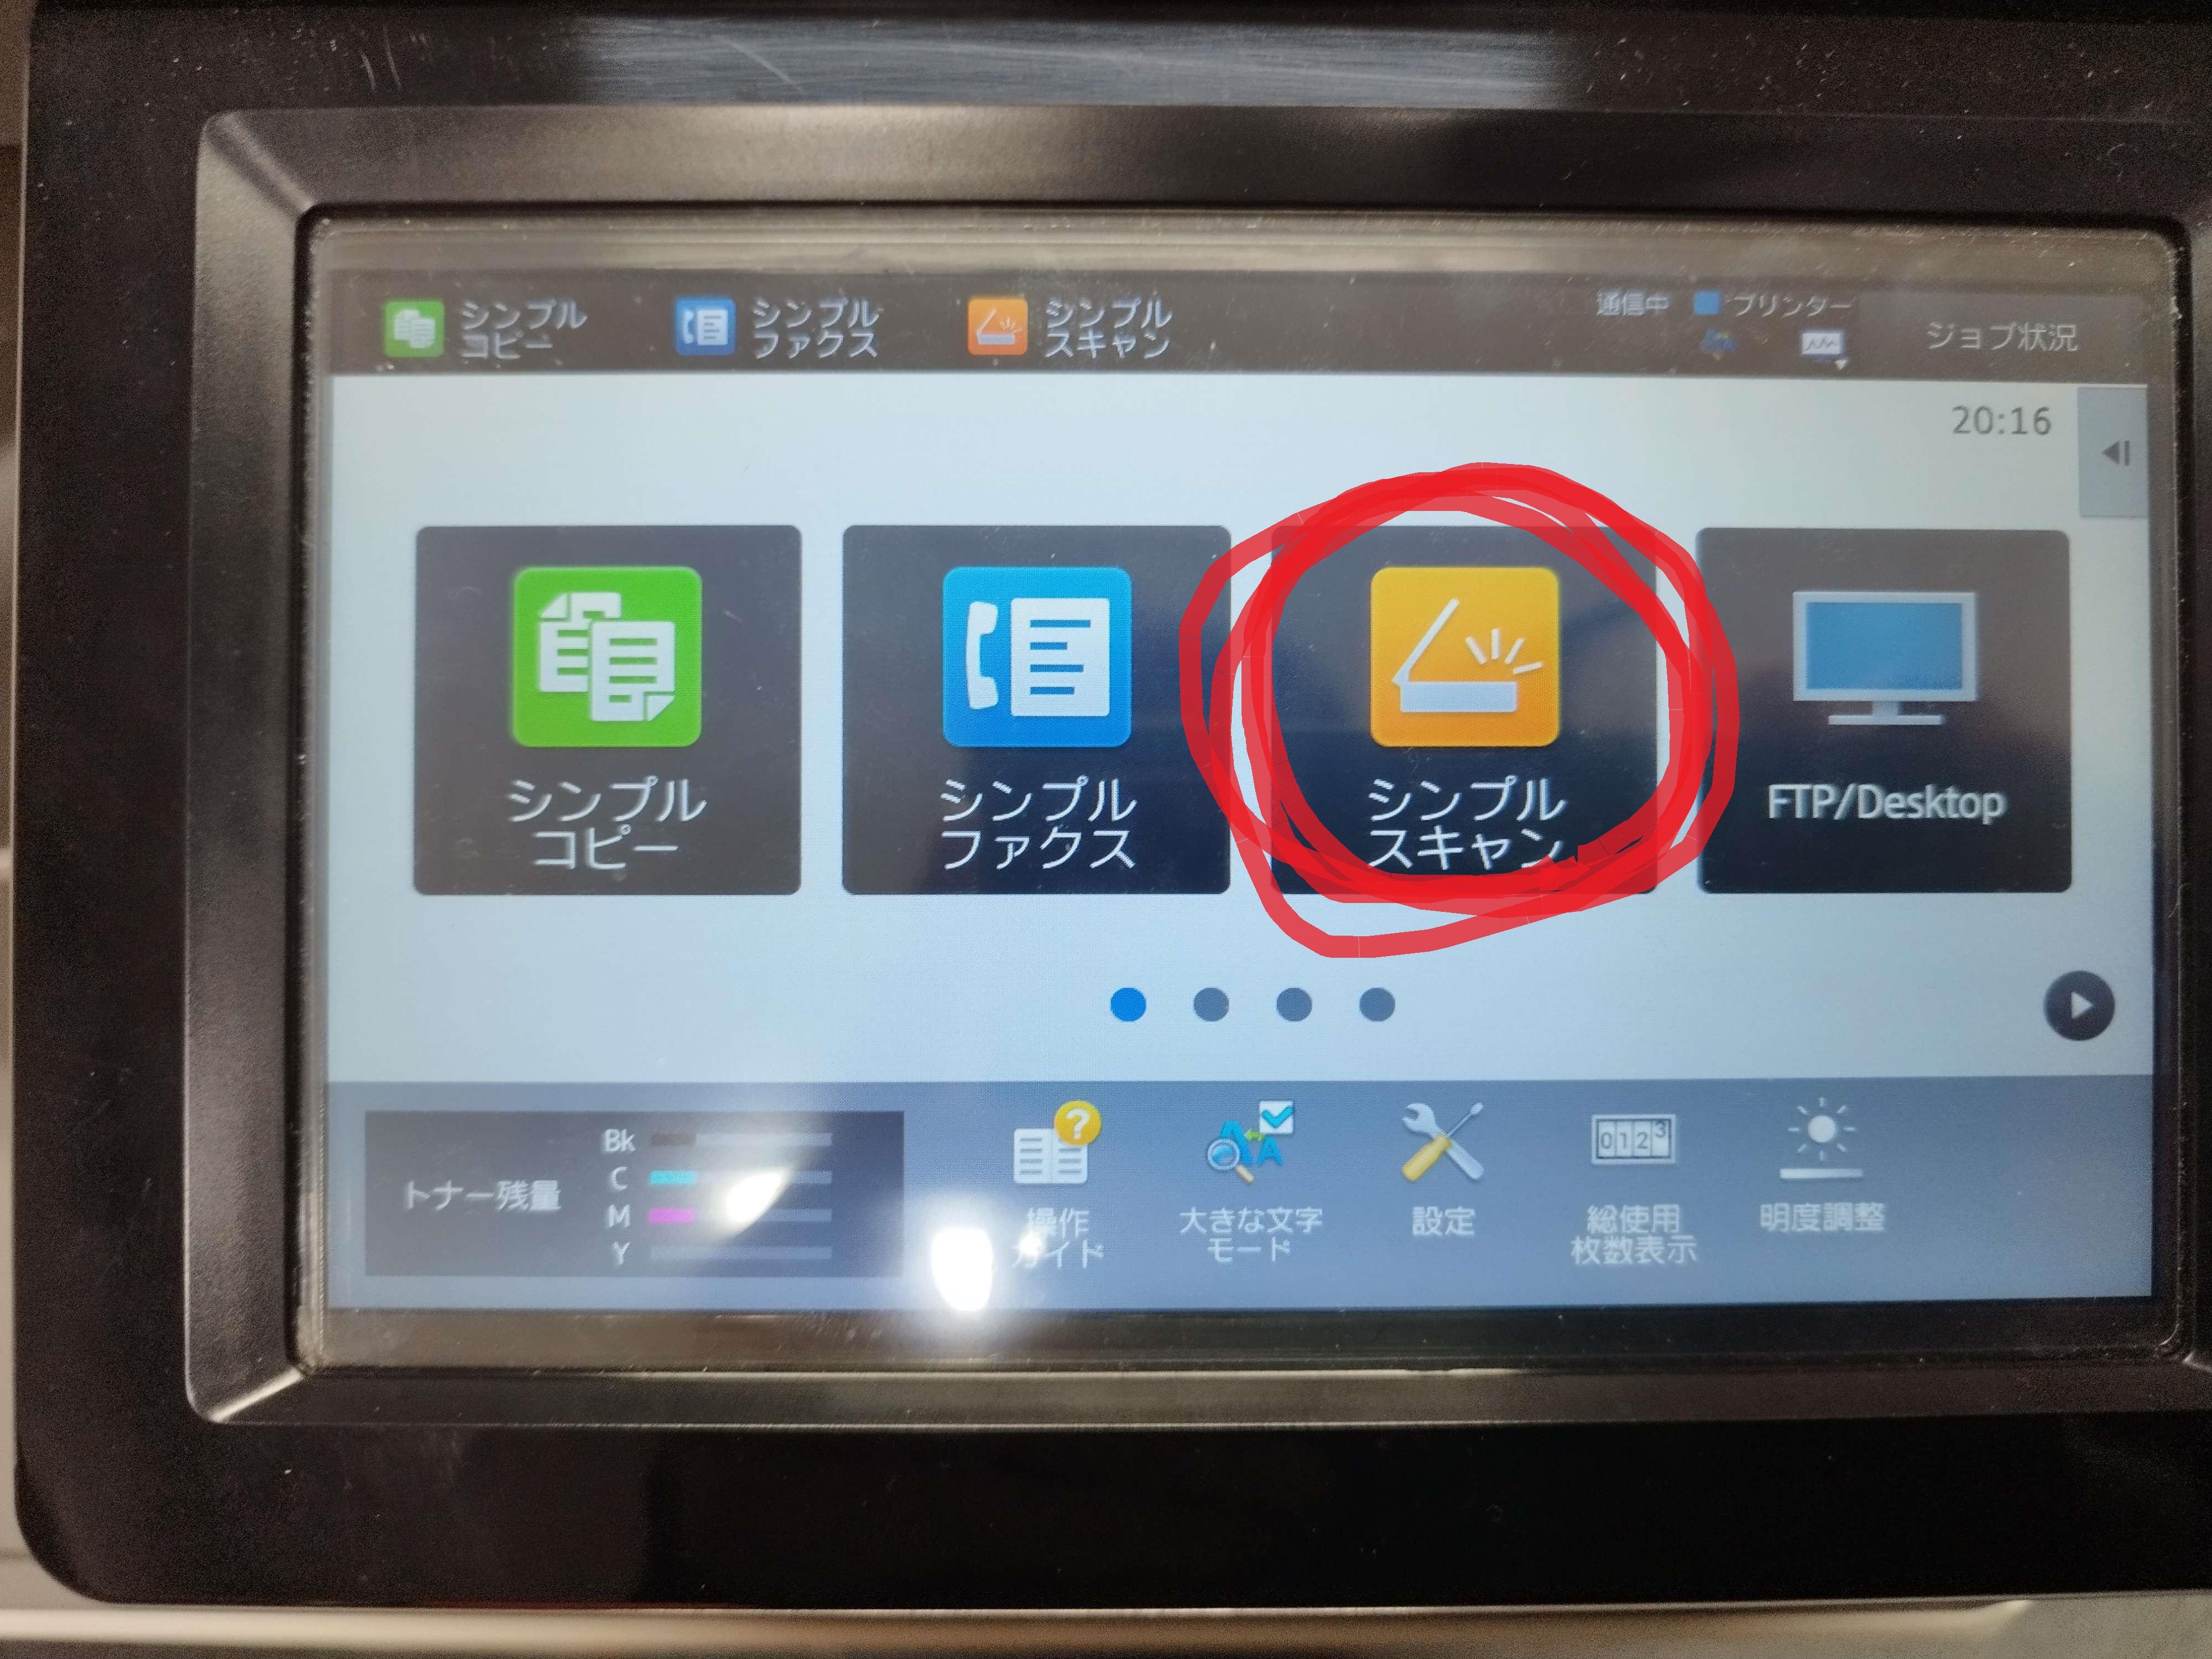 シンプル
コピー
シンプル
ファクス
シンプル
スキャン
通信中
プリンター
ジョブ状況
20:16
シンプル
コピー
シンプル
ファクス
シンプル
スキャン
FTP/Desktop
トナー残量
Bk
C
M
Y
操作
ガイド
大きな文字
モード
設定
0123
総使用
枚数表示
明度調整